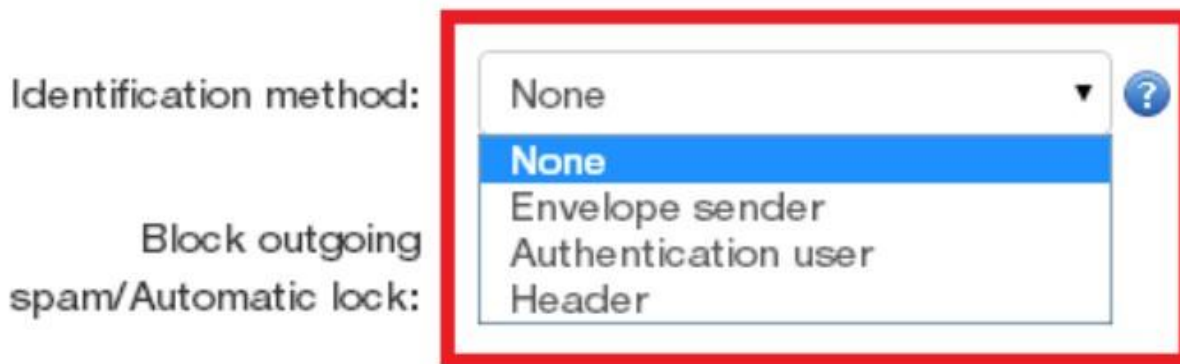 Identification method:
None
?
None
Envelope sender
Authentication user
Header
Block outgoing
spam/Automatic lock: